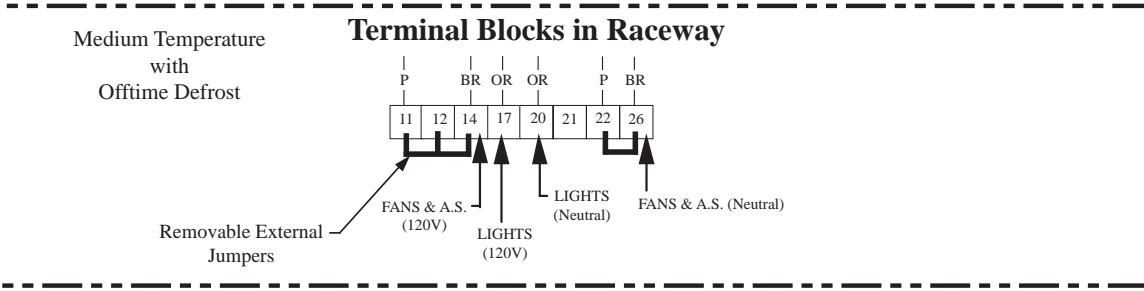 Terminal Blocks in Raceway
Medium Temperature
with
Offtime Defrost
P BR OR OR P BR
11 12 14 17 20 21 22 26
FANS & A.S.
(120V)
LIGHTS
(120V)
LIGHTS
(Neutral)
FANS & A.S. (Neutral)
Removable External
Jumpers